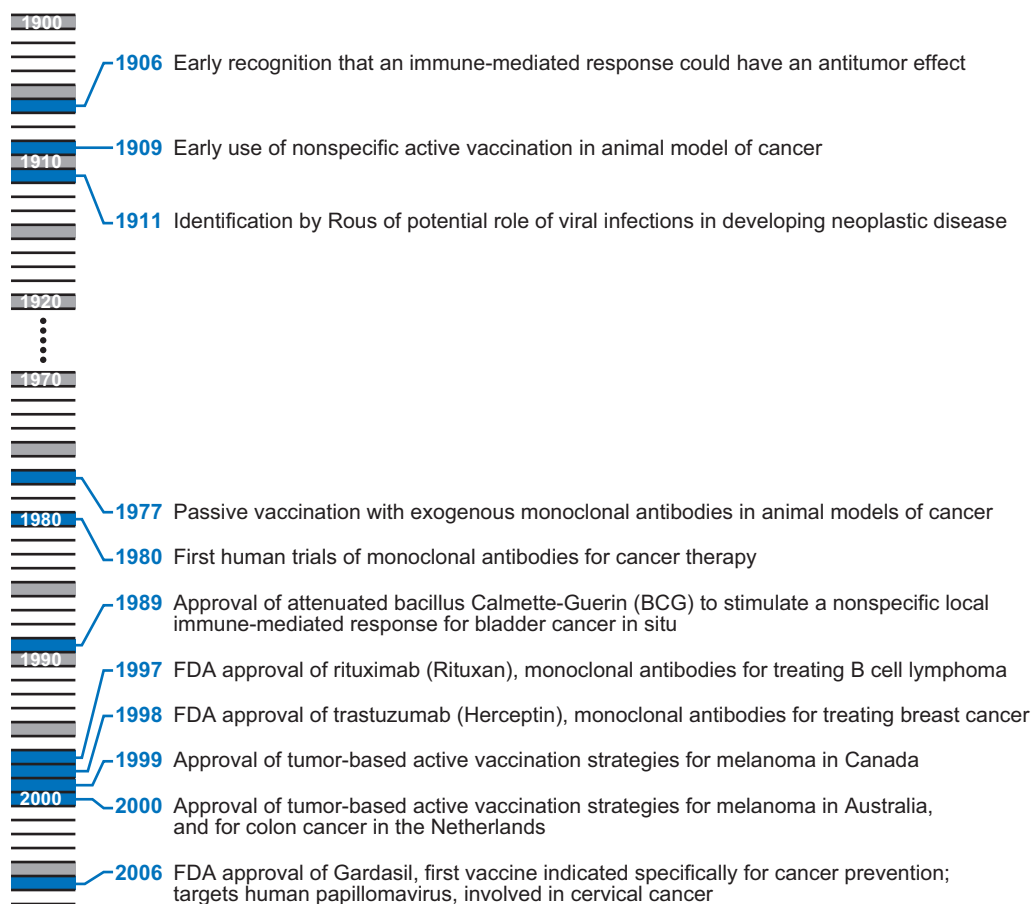 1900
1906 Early recognition that an immune-mediated response could have an antitumor effect
1909 Early use of nonspecific active vaccination in animal model of cancer
1910
1911 Identification by Rous of potential role of viral infections in developing neoplastic disease
1920
1970
1977 Passive vaccination with exogenous monoclonal antibodies in animal models of cancer
1980
1980 First human trials of monoclonal antibodies for cancer therapy
1989 Approval of attenuated bacillus Calmette-Guerin (BCG) to stimulate a nonspecific local
immune-mediated response for bladder cancer in situ
1990
1997 FDA approval of rituximab (Rituxan), monoclonal antibodies for treating B cell lymphoma
1998 FDA approval of trastuzumab (Herceptin), monoclonal antibodies for treating breast cancer
1999 Approval of tumor-based active vaccination strategies for melanoma in Canada
2000
2000 Approval of tumor-based active vaccination strategies for melanoma in Australia,
and for colon cancer in the Netherlands
2006 FDA approval of Gardasil, first vaccine indicated specifically for cancer prevention;
targets human papillomavirus, involved in cervical cancer